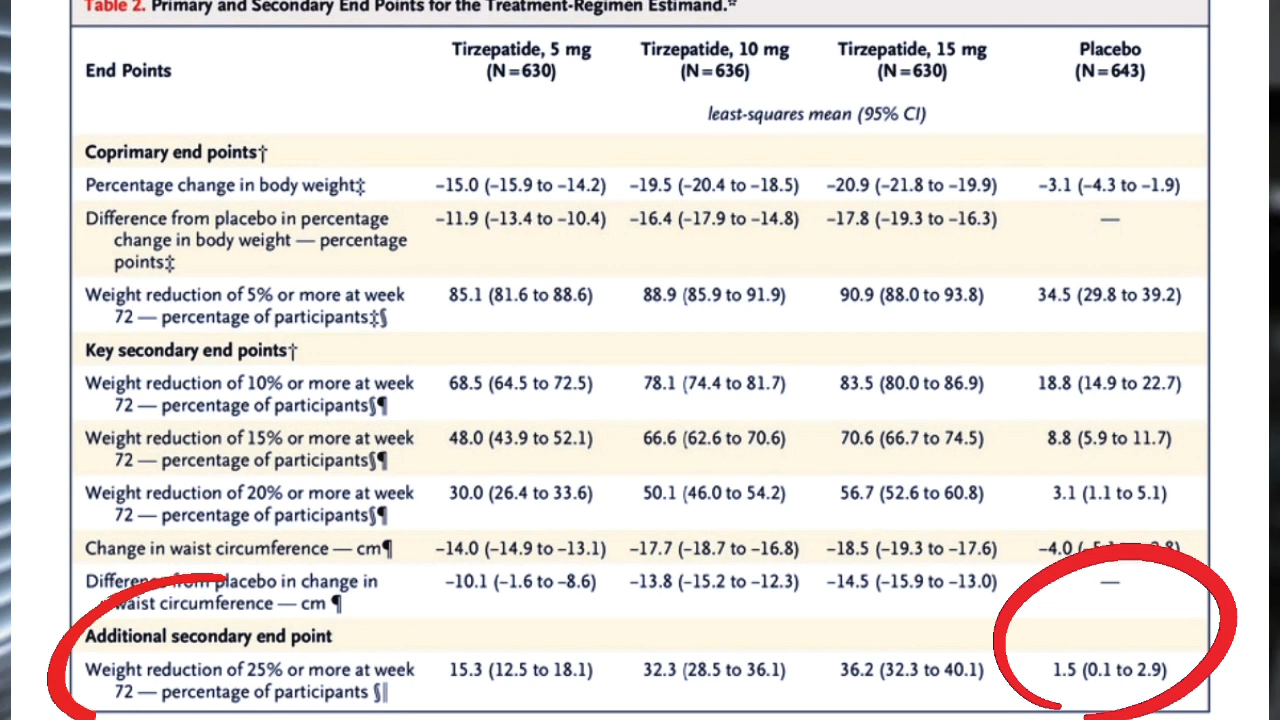 Table 2. Primary and Secondary End Points for the Treatment-Regimen Estimand.*
End Points Tirzepatide, 5 mg (N=630) Tirzepatide, 10 mg (N=636) Tirzepatide, 15 mg (N=630) Placebo (N=643)
least-squares mean (95% CI)
Coprimary end points†
Percentage change in body weight‡ −15.0 (−15.9 to −14.2) −19.5 (−20.4 to −18.5) −20.9 (−21.8 to −19.9) −3.1 (−4.3 to −1.9)
Difference from placebo in percentage −11.9 (−13.4 to −10.4) −16.4 (−17.9 to −14.8) −17.8 (−19.3 to −16.3) —
change in body weight — percentage
points‡
Weight reduction of 5% or more at week 85.1 (81.6 to 88.6) 88.9 (85.9 to 91.9) 90.9 (88.0 to 93.8) 34.5 (29.8 to 39.2)
72 — percentage of participants‡§
Key secondary end points†
Weight reduction of 10% or more at week 68.5 (64.5 to 72.5) 78.1 (74.4 to 81.7) 83.5 (80.0 to 86.9) 18.8 (14.9 to 22.7)
72 — percentage of participants§¶
Weight reduction of 15% or more at week 48.0 (43.9 to 52.1) 66.6 (62.6 to 70.6) 70.6 (66.7 to 74.5) 8.8 (5.9 to 11.7)
72 — percentage of participants§¶
Weight reduction of 20% or more at week 30.0 (26.4 to 33.6) 50.1 (46.0 to 54.2) 56.7 (52.6 to 60.8) 3.1 (1.1 to 5.1)
72 — percentage of participants§¶
Change in waist circumference — cm¶ −14.0 (−14.9 to −13.1) −17.7 (−18.7 to −16.8) −18.5 (−19.3 to −17.6) −4.0
Difference from placebo in change in −10.1 (−1.6 to −8.6) −13.8 (−15.2 to −12.3) −14.5 (−15.9 to −13.0) —
waist circumference — cm ¶
Additional secondary end point
Weight reduction of 25% or more at week 15.3 (12.5 to 18.1) 32.3 (28.5 to 36.1) 36.2 (32.3 to 40.1) 1.5 (0.1 to 2.9)
72 — percentage of participants §‖